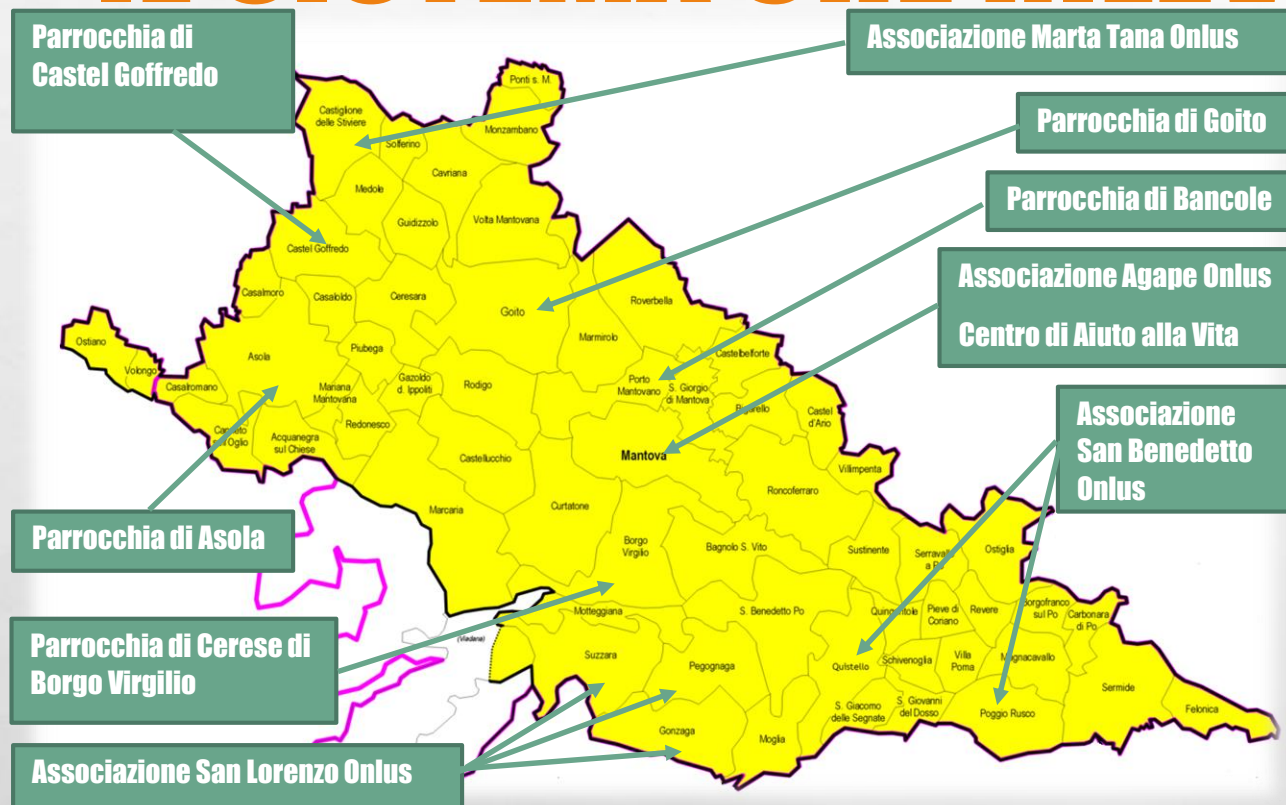 Parrocchia di
Castel Goffredo
Associazione Marta Tana Onlus
Parrocchia di Goito
Parrocchia di Bancole
Associazione Agape Onlus
Centro di Aiuto alla Vita
Associazione
San Benedetto
Onlus
Parrocchia di Asola
Parrocchia di Cerese di
Borgo Virgilio
Associazione San Lorenzo Onlus
Ponti s. M.
Castiglione
delle Stiviere
Monzambano
Solferino
Cavriana
Medole
Guidizzolo
Volta Mantovana
Castel Goffredo
Casalmoro
Casaloldo
Ceresara
Goito
Roverbella
Marmirolo
Ostiano
Volongo
Asola
Piubega
Castelbelforte
Casalromano
Mariana
Mantovana
Gazoldo
d. Ippoliti
Rodigo
Porto
Mantovano
S. Giorgio
di Mantova
Castel
d'Ario
Redonesco
Acquanegra
sul Chiese
Castellucchio
Mantova
Villimpenta
Roncoferraro
Marcaria
Curtatone
Borgo
Virgilio
Bagnolo S. Vito
Sustinente
Serravalle
a Po
Ostiglia
Motteggiana
S. Benedetto Po
Quingentole
Pieve di
Coriano
Revere
Borgofranco
sul Po
Carbonara
di Po
(Viadana)
Suzzara
Pegognaga
Quistello
Schivenoglia
Villa
Poma
Magnacavallo
Sermide
Felonica
Gonzaga
Moglia
S. Giacomo
delle Segnate
S. Giovanni
del Dosso
Poggio Rusco